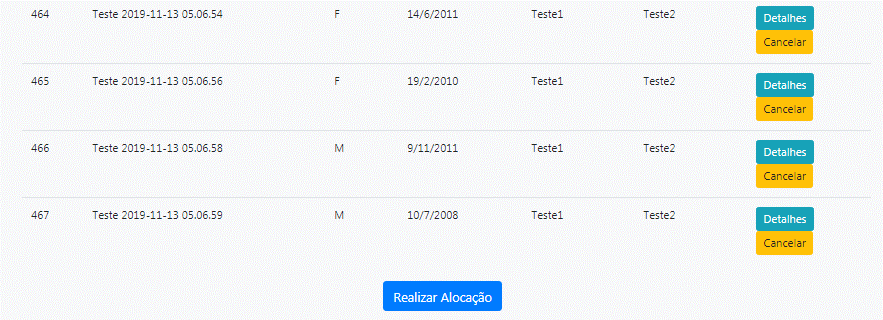 464 Teste 2019-11-13 05.06.54 F 14/6/2011 Teste1 Teste2 Detalhes
Cancelar
465 Teste 2019-11-13 05.06.56 F 19/2/2010 Teste1 Teste2 Detalhes
Cancelar
466 Teste 2019-11-13 05.06.58 M 9/11/2011 Teste1 Teste2 Detalhes
Cancelar
467 Teste 2019-11-13 05.06.59 M 10/7/2008 Teste1 Teste2 Detalhes
Cancelar
Realizar Alocação